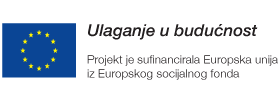 Ulaganje u budućnost
Projekt je sufinancirala Europska unija
iz Europskog socijalnog fonda